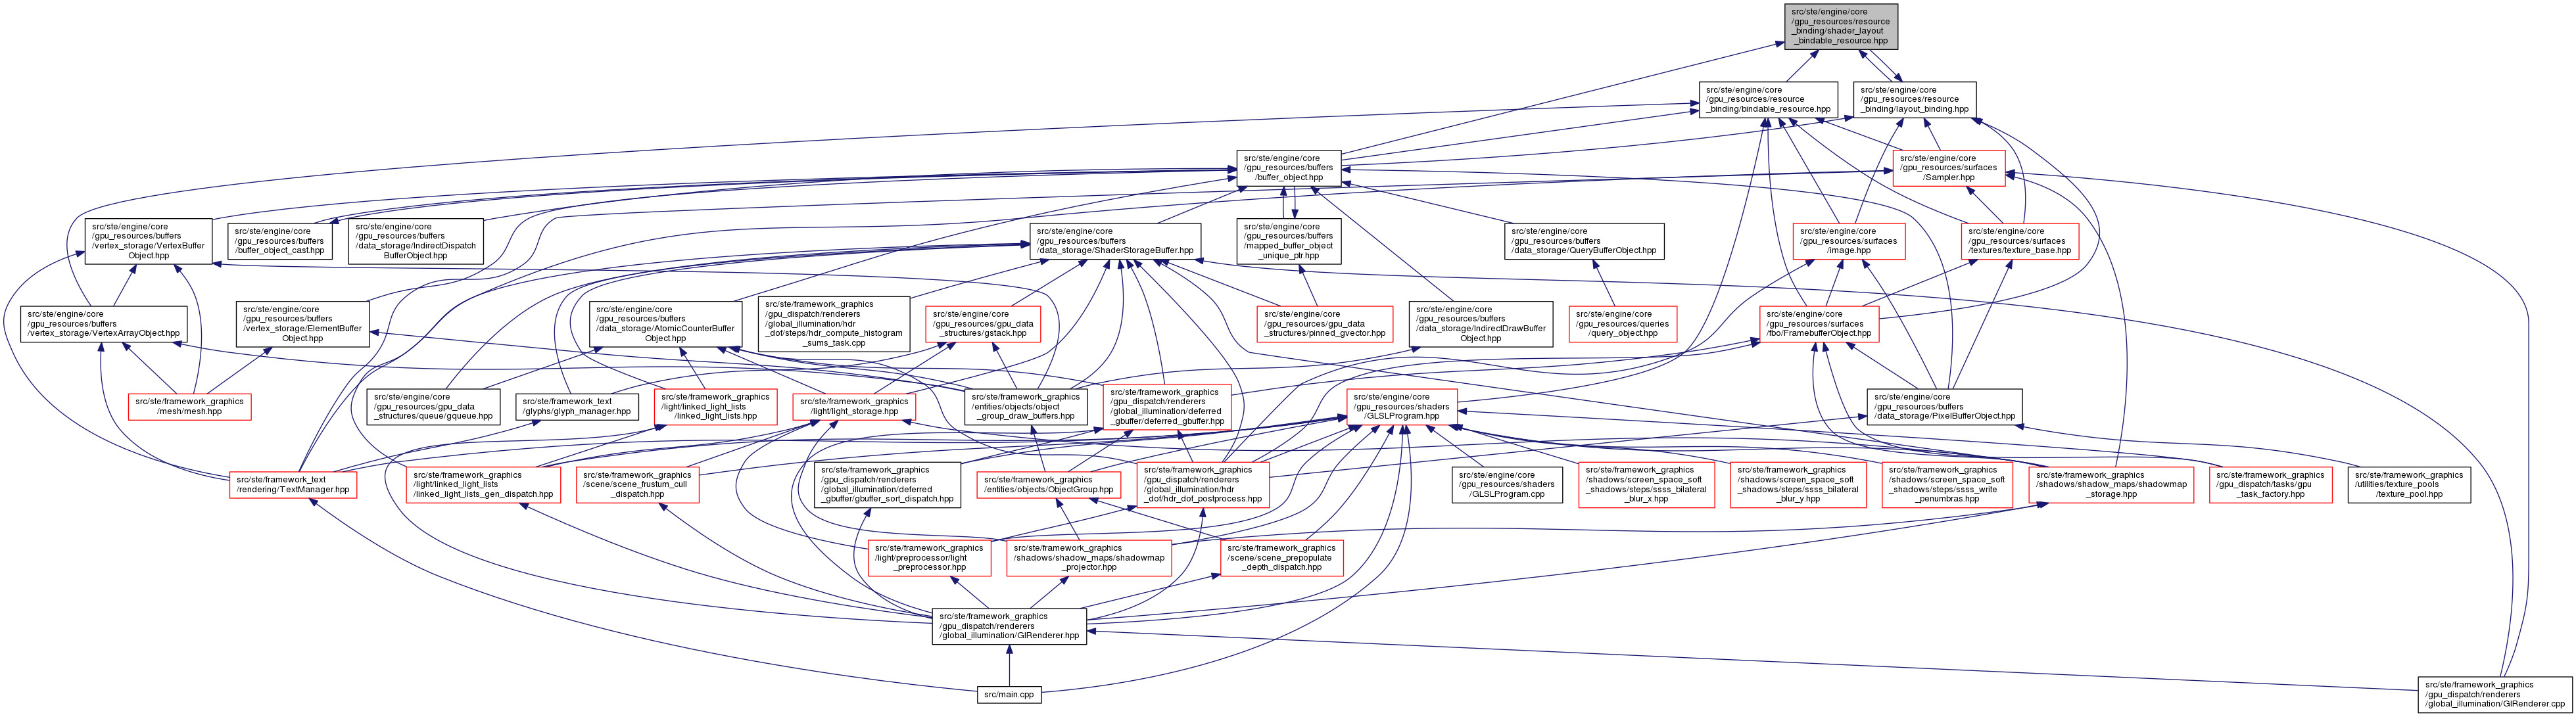 src/ste/engine/core
/gpu_resources/resource
_binding/shader_layout
_bindable_resource.hpp
src/ste/engine/core
/gpu_resources/resource
_binding/bindable_resource.hpp
src/ste/engine/core
/gpu_resources/resource
_binding/layout_binding.hpp
src/ste/engine/core
/gpu_resources/buffers
/buffer_object.hpp
src/ste/engine/core
/gpu_resources/surfaces
/Sampler.hpp
src/ste/engine/core
/gpu_resources/buffers
/vertex_storage/VertexBuffer
Object.hpp
src/ste/engine/core
/gpu_resources/buffers
/buffer_object_cast.hpp
src/ste/engine/core
/gpu_resources/buffers
/data_storage/IndirectDispatch
BufferObject.hpp
src/ste/engine/core
/gpu_resources/buffers
/data_storage/ShaderStorageBuffer.hpp
src/ste/engine/core
/gpu_resources/buffers
/mapped_buffer_object
_unique_ptr.hpp
src/ste/engine/core
/gpu_resources/buffers
/data_storage/QueryBufferObject.hpp
src/ste/engine/core
/gpu_resources/surfaces
/image.hpp
src/ste/engine/core
/gpu_resources/surfaces
/textures/texture_base.hpp
src/ste/engine/core
/gpu_resources/buffers
/vertex_storage/VertexArrayObject.hpp
src/ste/engine/core
/gpu_resources/buffers
/vertex_storage/ElementBuffer
Object.hpp
src/ste/engine/core
/gpu_resources/buffers
/data_storage/AtomicCounterBuffer
Object.hpp
src/ste/framework_graphics
/gpu_dispatch/renderers
/global_illumination/hdr
_dof/steps/hdr_compute_histogram
_sums_task.cpp
src/ste/engine/core
/gpu_resources/gpu_data
_structures/gstack.hpp
src/ste/engine/core
/gpu_resources/gpu_data
_structures/pinned_gvector.hpp
src/ste/engine/core
/gpu_resources/buffers
/data_storage/IndirectDrawBuffer
Object.hpp
src/ste/engine/core
/gpu_resources/queries
/query_object.hpp
src/ste/engine/core
/gpu_resources/surfaces
/fbo/FramebufferObject.hpp
src/ste/framework_graphics
/mesh/mesh.hpp
src/ste/engine/core
/gpu_resources/gpu_data
_structures/queue/gqueue.hpp
src/ste/framework_text
/glyphs/glyph_manager.hpp
src/ste/framework_graphics
/light/linked_light_lists
/linked_light_lists.hpp
src/ste/framework_graphics
/light/light_storage.hpp
src/ste/framework_graphics
/entities/objects/object
_group_draw_buffers.hpp
src/ste/framework_graphics
/gpu_dispatch/renderers
/global_illumination/deferred
_gbuffer/deferred_gbuffer.hpp
src/ste/engine/core
/gpu_resources/shaders
/GLSLProgram.hpp
src/ste/engine/core
/gpu_resources/buffers
/data_storage/PixelBufferObject.hpp
src/ste/framework_text
/rendering/TextManager.hpp
src/ste/framework_graphics
/light/linked_light_lists
/linked_light_lists_gen_dispatch.hpp
src/ste/framework_graphics
/scene/scene_frustum_cull
_dispatch.hpp
src/ste/framework_graphics
/gpu_dispatch/renderers
/global_illumination/deferred
_gbuffer/gbuffer_sort_dispatch.hpp
src/ste/framework_graphics
/entities/objects/ObjectGroup.hpp
src/ste/framework_graphics
/gpu_dispatch/renderers
/global_illumination/hdr
_dof/hdr_dof_postprocess.hpp
src/ste/engine/core
/gpu_resources/shaders
/GLSLProgram.cpp
src/ste/framework_graphics
/shadows/screen_space_soft
_shadows/steps/ssss_bilateral
_blur_x.hpp
src/ste/framework_graphics
/shadows/screen_space_soft
_shadows/steps/ssss_bilateral
_blur_y.hpp
src/ste/framework_graphics
/shadows/screen_space_soft
_shadows/steps/ssss_write
_penumbras.hpp
src/ste/framework_graphics
/shadows/shadow_maps/shadowmap
_storage.hpp
src/ste/framework_graphics
/gpu_dispatch/tasks/gpu
_task_factory.hpp
src/ste/framework_graphics
/utilities/texture_pools
/texture_pool.hpp
src/ste/framework_graphics
/light/preprocessor/light
_preprocessor.hpp
src/ste/framework_graphics
/shadows/shadow_maps/shadowmap
_projector.hpp
src/ste/framework_graphics
/scene/scene_prepopulate
_depth_dispatch.hpp
src/ste/framework_graphics
/gpu_dispatch/renderers
/global_illumination/GIRenderer.hpp
src/main.cpp
src/ste/framework_graphics
/gpu_dispatch/renderers
/global_illumination/GIRenderer.cpp